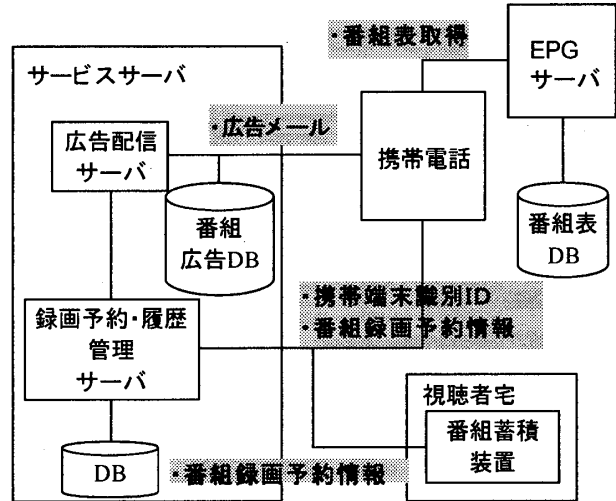 ・番組表取得
EPG
サーバ
サービスサーバ
・広告メール
広告配信
サーバ
携帯電話
番組
広告DB
番組表
DB
・携帯端末識別ID
・番組録画予約情報
録画予約・履歴
管理
サーバ
視聴者宅
番組蓄積
装置
DB
・番組録画予約情報